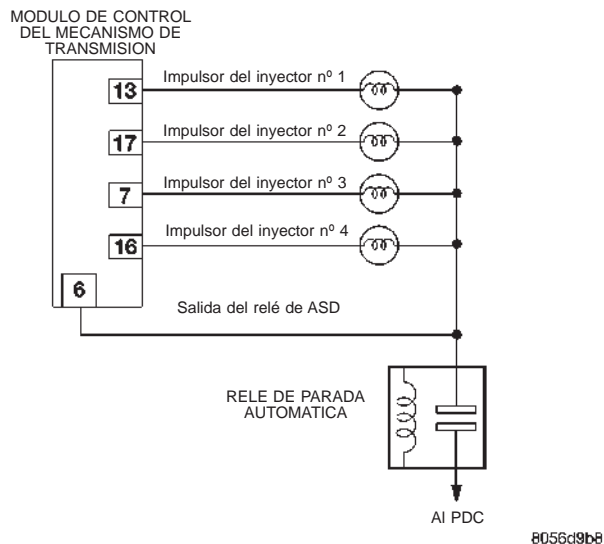 MODULO DE CONTROL
DEL MECANISMO DE
TRANSMISION
13
Impulsor del inyector nº 1
17
Impulsor del inyector nº 2
7
Impulsor del inyector nº 3
16
Impulsor del inyector nº 4
6
Salida del relé de ASD
RELE DE PARADA
AUTOMATICA
Al PDC
8056d9b8